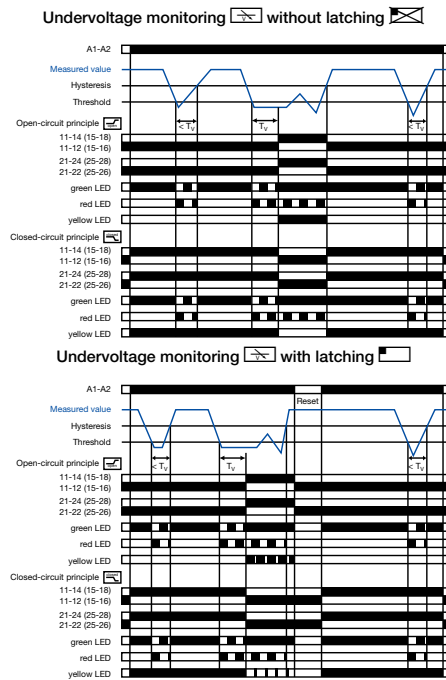 Undervoltage monitoring without latching
A1-A2
Measured value
Hysteresis
Threshold
Open-circuit principle
< Tv
Tv
< Tv
11-14 (15-18)
11-12 (15-16)
21-24 (25-28)
21-22 (25-26)
green LED
red LED
yellow LED
Closed-circuit principle
11-14 (15-18)
11-12 (15-16)
21-24 (25-28)
21-22 (25-26)
green LED
red LED
yellow LED
Undervoltage monitoring with latching
A1-A2
Reset
Measured value
Hysteresis
Threshold
Open-circuit principle
< Tv
Tv
< Tv
11-14 (15-18)
11-12 (15-16)
21-24 (25-28)
21-22 (25-26)
green LED
red LED
yellow LED
Closed-circuit principle
11-14 (15-18)
11-12 (15-16)
21-24 (25-28)
21-22 (25-26)
green LED
red LED
yellow LED